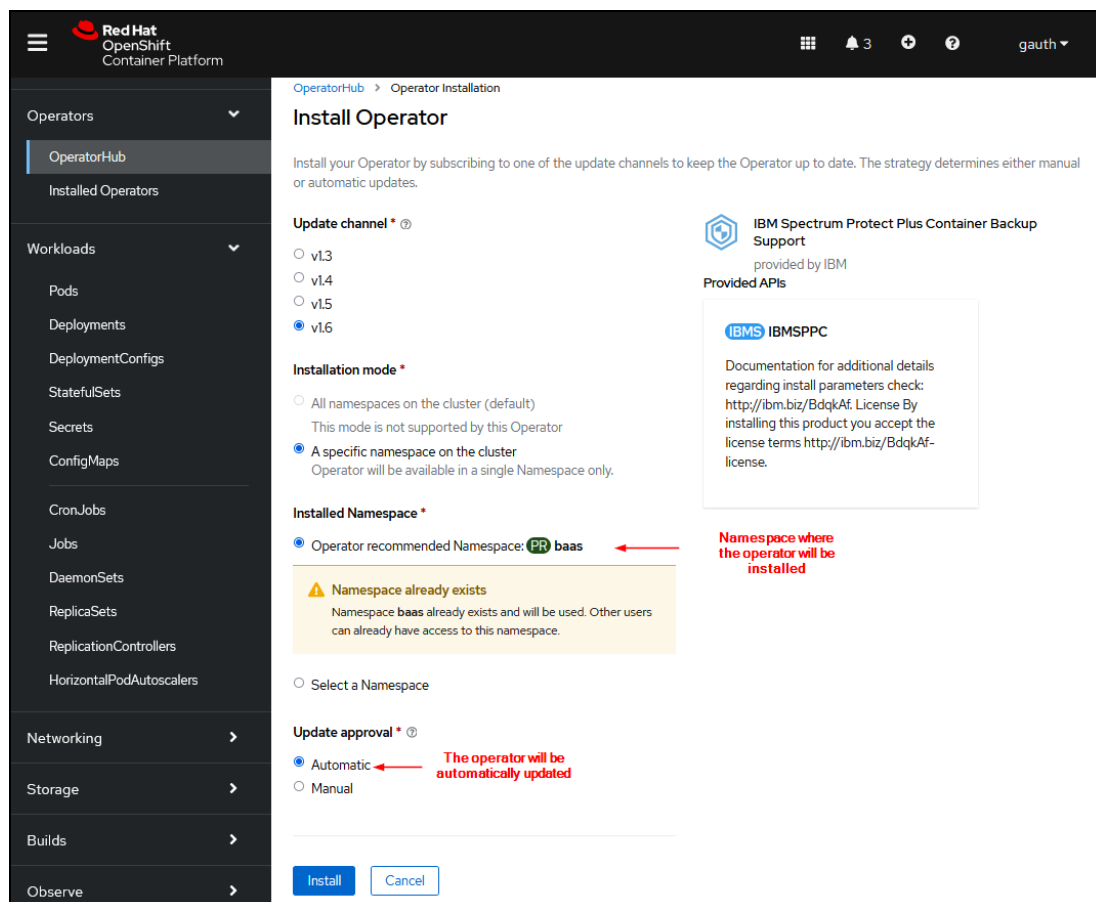 Red Hat
OpenShift
Container Platform
3
gauth
Operators
OperatorHub
Installed Operators
Workloads
Pods
Deployments
DeploymentConfigs
StatefulSets
Secrets
ConfigMaps
CronJobs
Jobs
DaemonSets
ReplicaSets
ReplicationControllers
HorizontalPodAutoscalers
Networking
Storage
Builds
Observe
OperatorHub > Operator Installation
Install Operator
Install your Operator by subscribing to one of the update channels to keep the Operator up to date. The strategy determines either manual
or automatic updates.
Update channel *
v1.3
v1.4
v1.5
v1.6
Installation mode *
All namespaces on the cluster (default)
This mode is not supported by this Operator
A specific namespace on the cluster
Operator will be available in a single Namespace only.
Installed Namespace *
Operator recommended Namespace: PR baas
Namespace already exists
Namespace baas already exists and will be used. Other users
can already have access to this namespace.
Select a Namespace
Update approval *
Automatic
Manual
Install
Cancel
IBM Spectrum Protect Plus Container Backup
Support
provided by IBM
Provided APIs
IBMS IBMSPPC
Documentation for additional details
regarding install parameters check:
http://ibm.biz/BdqkAf. License By
installing this product you accept the
license terms http://ibm.biz/BdqkAf-
license.
Namespace where
the operator will be
installed
The operator will be
automatically updated